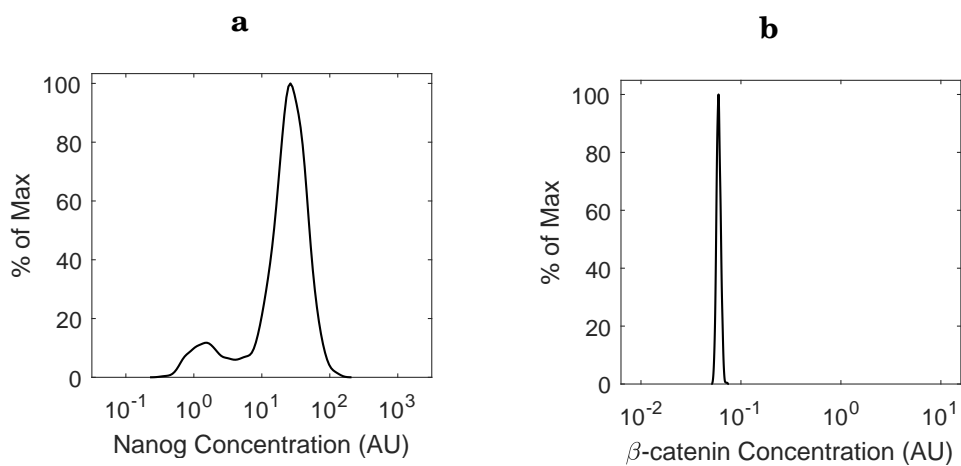 a
% of Max
100
80
60
40
20
0
10^-1 10^0 10^1 10^2 10^3
Nanog Concentration (AU)
b
% of Max
100
80
60
40
20
0
10^-2 10^-1 10^0 10^1
β-catenin Concentration (AU)